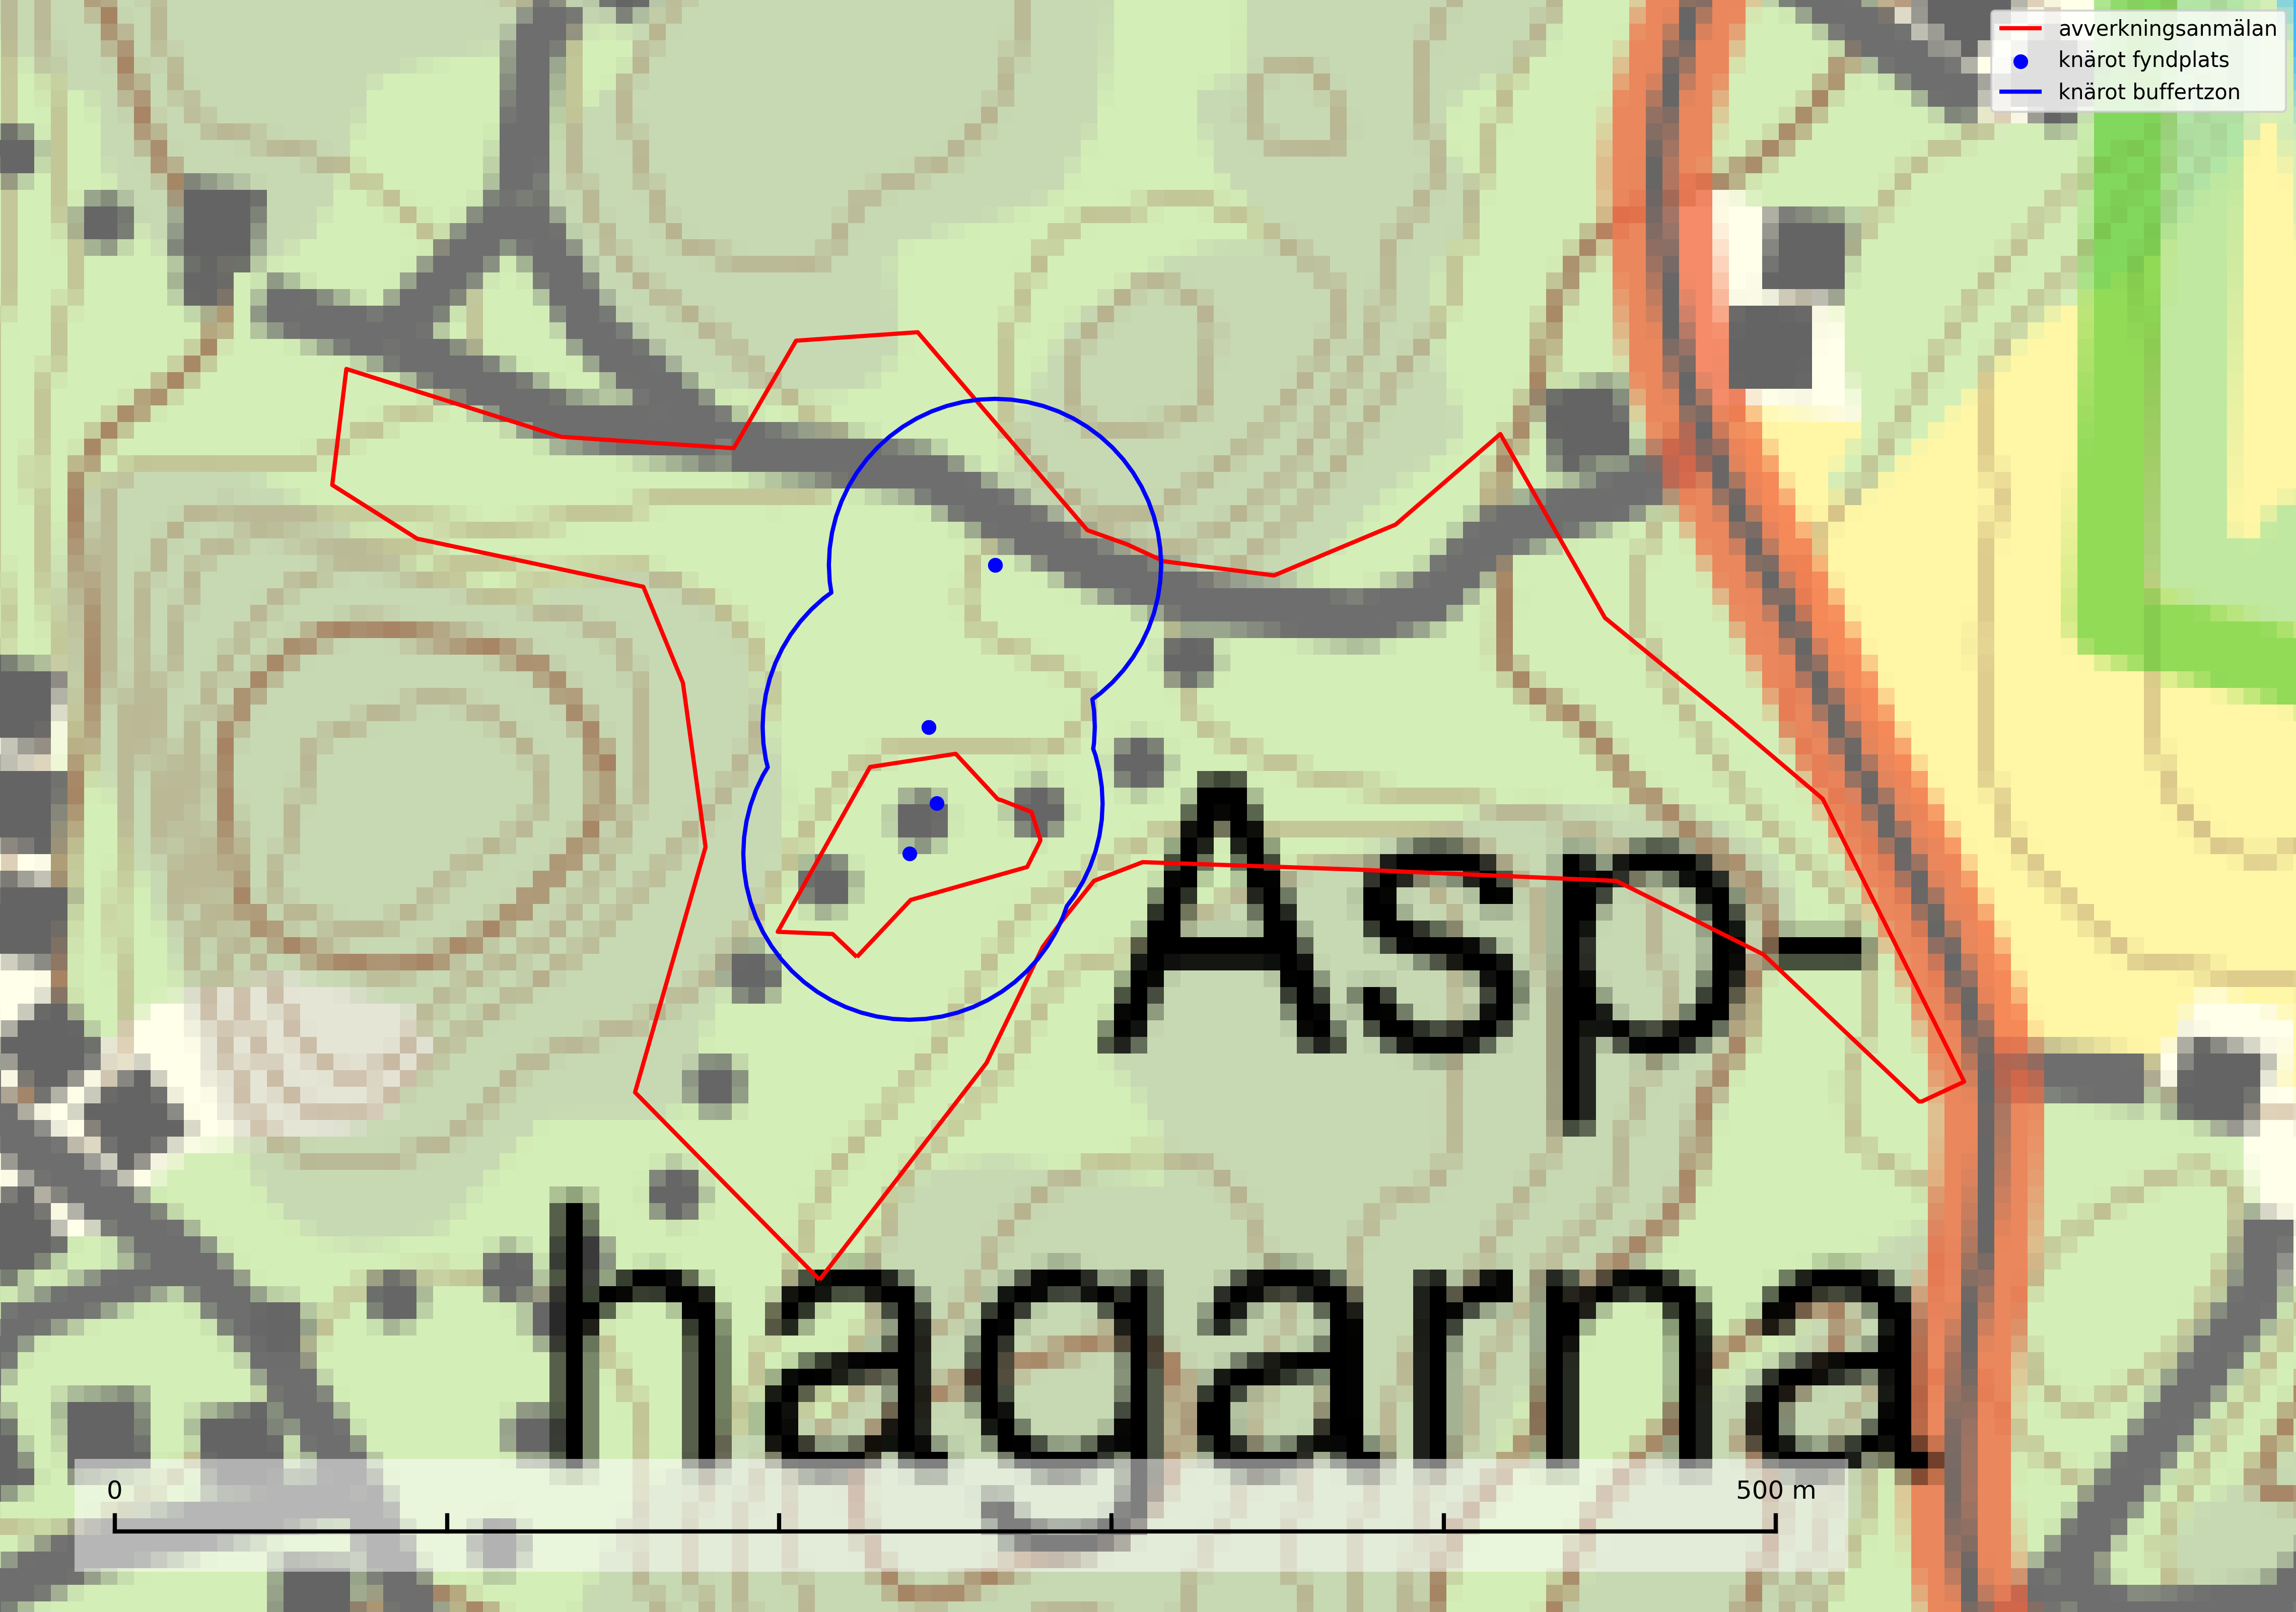 avverkningsanmälan
knärot fyndplats
knärot buffertzon
Asp-
hagarna
0
500 m